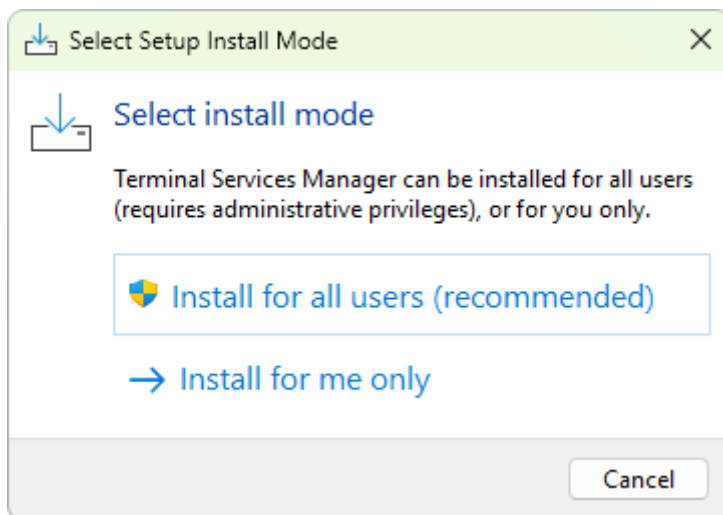 Select Setup Install Mode
Select install mode
Terminal Services Manager can be installed for all users
(requires administrative privileges), or for you only.
Install for all users (recommended)
Install for me only
Cancel